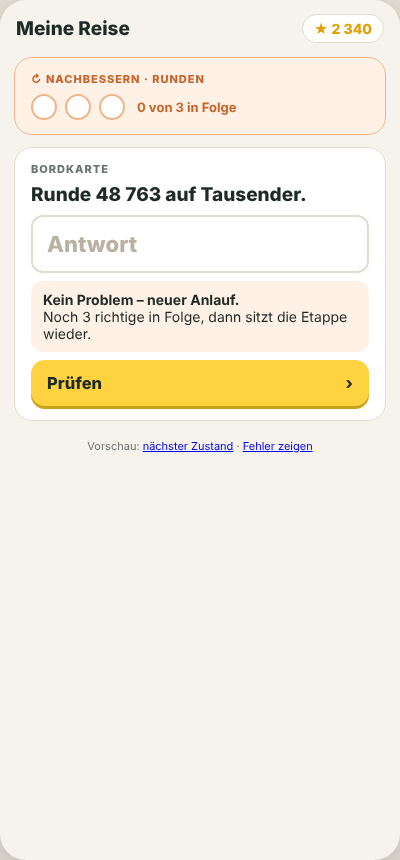 Meine Reise
★ 2 340
↻ NACHBESSERN · RUNDEN
0 von 3 in Folge
BORDKARTE
Runde 48 763 auf Tausender.
Antwort
Kein Problem – neuer Anlauf.
Noch 3 richtige in Folge, dann sitzt die Etappe
wieder.
Prüfen ›
Vorschau: nächster Zustand · Fehler zeigen